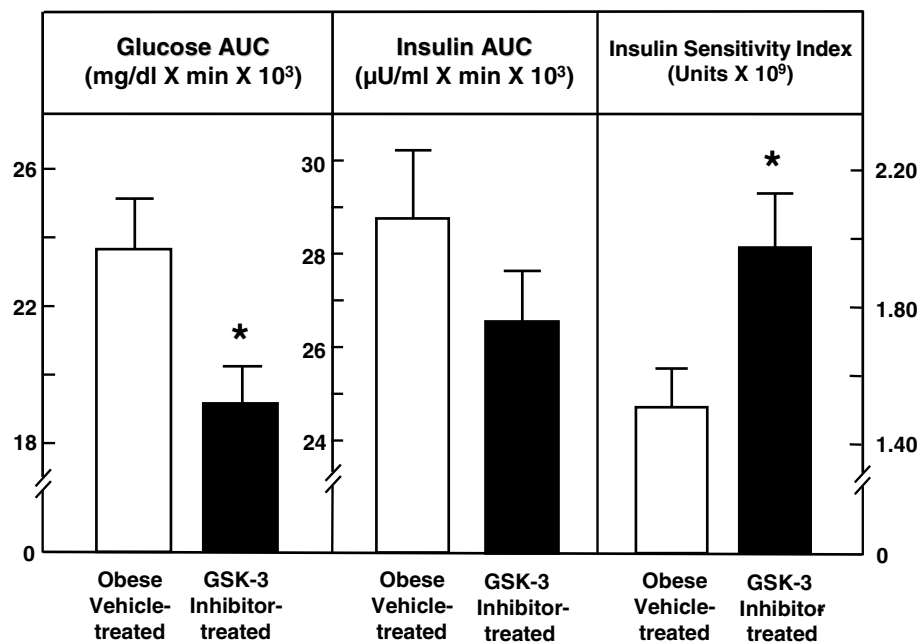 Glucose AUC
(mg/dl X min X 10³)
Insulin AUC
(µU/ml X min X 10³)
Insulin Sensitivity Index
(Units X 10⁹)
26
22
18
0
*
30
28
26
24
*
2.20
1.80
1.40
0
Obese
Vehicle-
treated
GSK-3
Inhibitor-
treated
Obese
Vehicle-
treated
GSK-3
Inhibitor-
treated
Obese
Vehicle-
treated
GSK-3
Inhibitor
treated